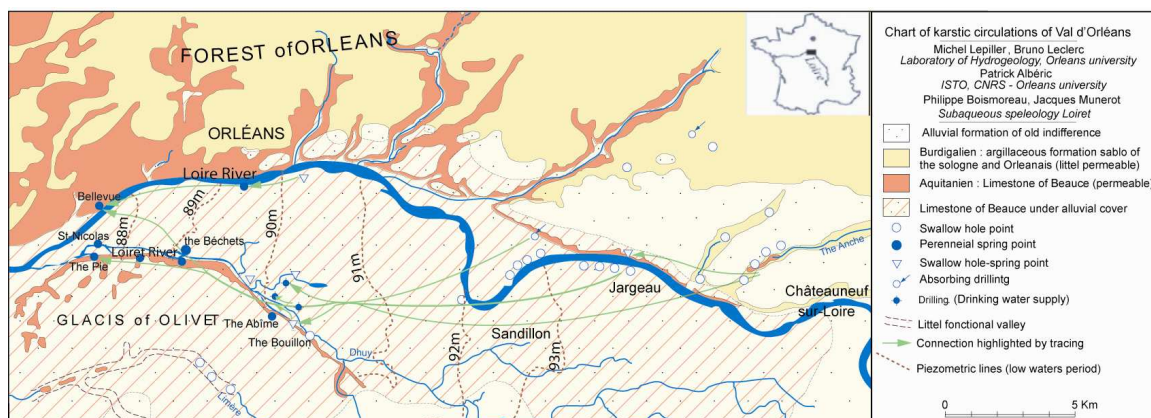 FOREST of ORLEANS
Loire
ORLÉANS
Loire River
Bellevue
89m
88m
90m
91m
92m
93m
St Nicolas
the Béchets
Loiret River
The Pie
GLACIS of OLIVET
The Abîme
The Bouillon
Dhuy
Limère
Sandillon
Jargeau
The Anche
Châteauneuf
sur-Loire
Chart of karstic circulations of Val d'Orléans
Michel Lepiller, Bruno Leclerc
Laboratory of Hydrogeology, Orleans university
Patrick Albéric
ISTO, CNRS - Orleans university
Philippe Boismoreau, Jacques Munerot
Subaqueous speleology Loiret
Alluvial formation of old indifference
Burdigalien : argillaceous formation sablo of
the sologne and Orleanais (littel permeable)
Aquitanien : Limestone of Beauce (permeable)
Limestone of Beauce under alluvial cover
Swallow hole point
Perenneial spring point
Swallow hole-spring point
Absorbing drillintg
Drilling (Drinking water supply)
Littel fonctional valley
Connection highlighted by tracing
Piezometric lines (low waters period)
0 5 Km